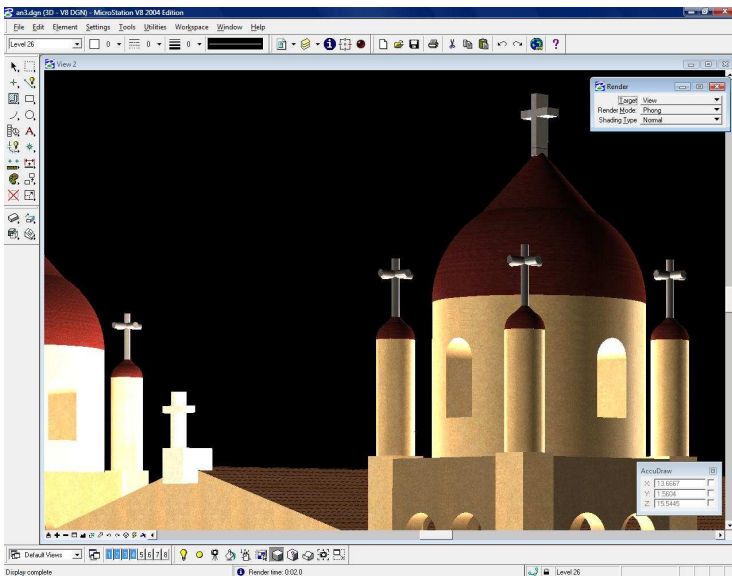 an3.dgn (3D - V8 DGN) - MicroStation V8 2004 Edition
File Edit Element Settings Tools Utilities Workspace Window Help
Level 26 0 0 0
View 2
Render
Target View
Render Mode: Phong
Shading Type Normal
AccuDraw
X 13.6667
Y 1.5604
Z 15.5445
Default Views 1 2 3 4 5 6 7 8
Display complete Render time: 0:02.0 Level 26